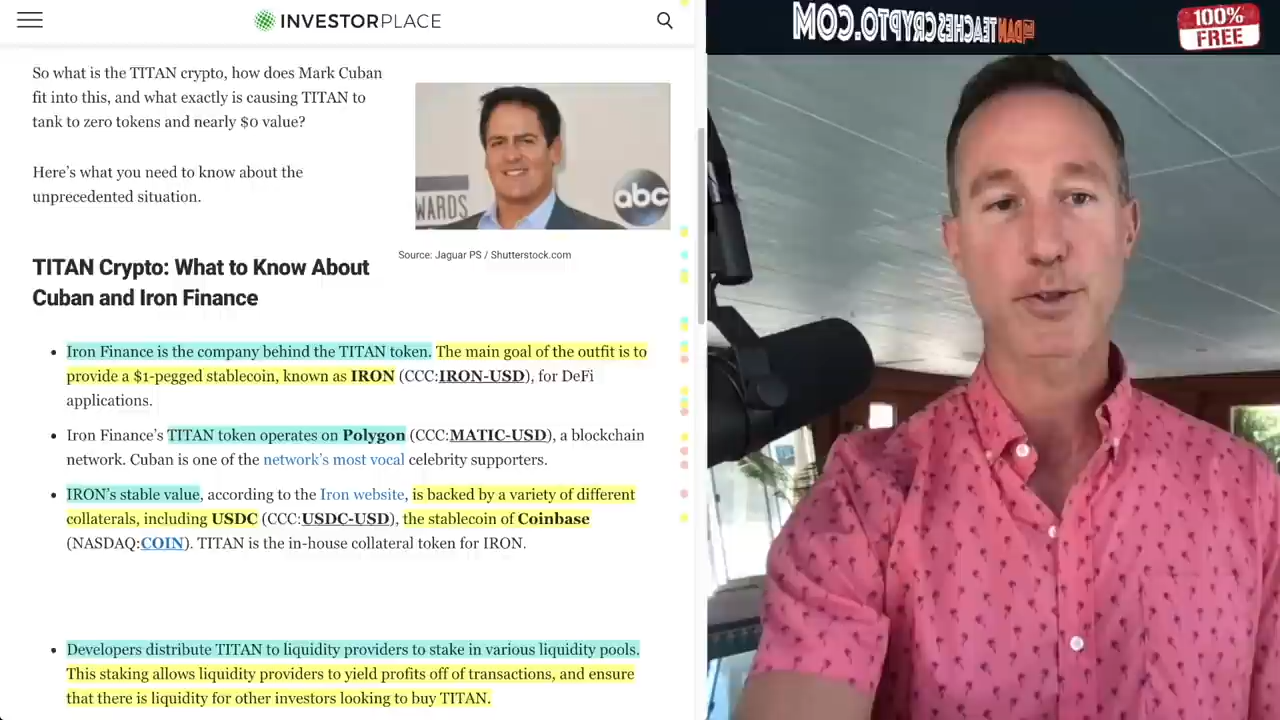 INVESTORPLACE
So what is the TITAN crypto, how does Mark Cuban
fit into this, and what exactly is causing TITAN to
tank to zero tokens and nearly $0 value?
Here's what you need to know about the
unprecedented situation.
WARDS
abc
Source: Jaguar PS / Shutterstock.com
TITAN Crypto: What to Know About
Cuban and Iron Finance
• Iron Finance is the company behind the TITAN token. The main goal of the outfit is to
provide a $1-pegged stablecoin, known as IRON (CCC:IRON-USD), for DeFi
applications.
• Iron Finance's TITAN token operates on Polygon (CCC:MATIC-USD), a blockchain
network. Cuban is one of the network's most vocal celebrity supporters.
• IRON's stable value, according to the Iron website, is backed by a variety of different
collaterals, including USDC (CCC:USDC-USD), the stablecoin of Coinbase
(NASDAQ:COIN). TITAN is the in-house collateral token for IRON.
• Developers distribute TITAN to liquidity providers to stake in various liquidity pools.
This staking allows liquidity providers to yield profits off of transactions, and ensure
that there is liquidity for other investors looking to buy TITAN.
DANTEACHESCRYPTO.COM
100%
FREE